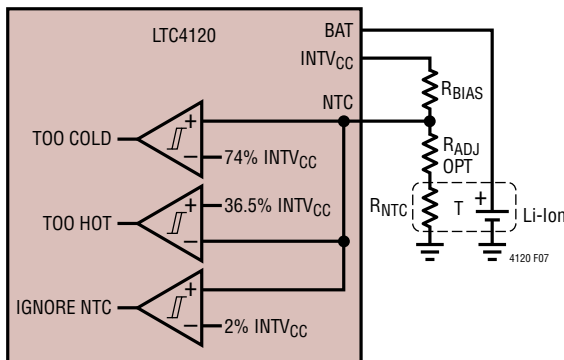 LTC4120
BAT
INTVCC
NTC
RBIAS
TOO COLD
+
−
74% INTVCC
RADJ
OPT
TOO HOT
36.5% INTVCC
+
−
RNTC
T
+
Li-Ion
4120 F07
IGNORE NTC
+
−
2% INTVCC